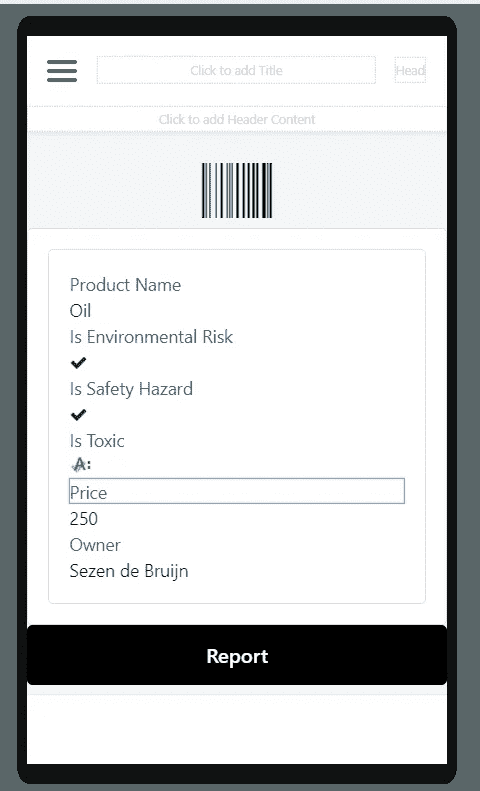 Click to add Title
Head
Click to add Header Content
Product Name
Oil
Is Environmental Risk
Is Safety Hazard
Is Toxic
A:
Price
250
Owner
Sezen de Bruijn
Report